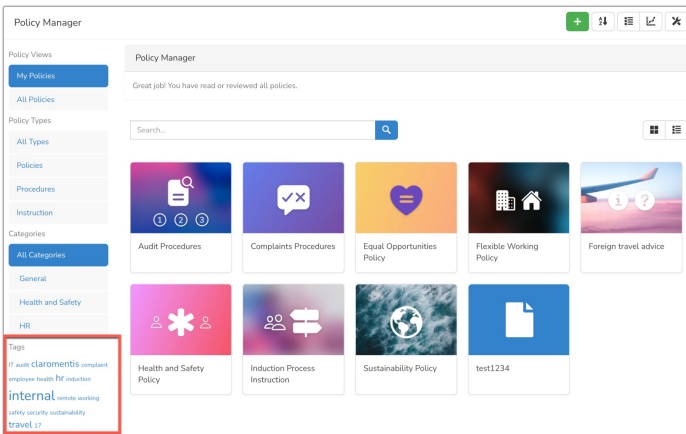 Policy Manager
Policy Views
My Policies
All Policies
Policy Types
All Types
Policies
Procedures
Instruction
Categories
All Categories
General
Health and Safety
HR
Tags
IT audit claromentis complaint
employee health hr induction
internal remote working
safety security sustainability
travel 17
Policy Manager
Great job! You have read or reviewed all policies.
Search...
1 2 3
Audit Procedures
Complaints Procedures
Equal Opportunities
Policy
Flexible Working
Policy
i ?
Foreign travel advice
Health and Safety
Policy
Induction Process
Instruction
Sustainability Policy
test1234